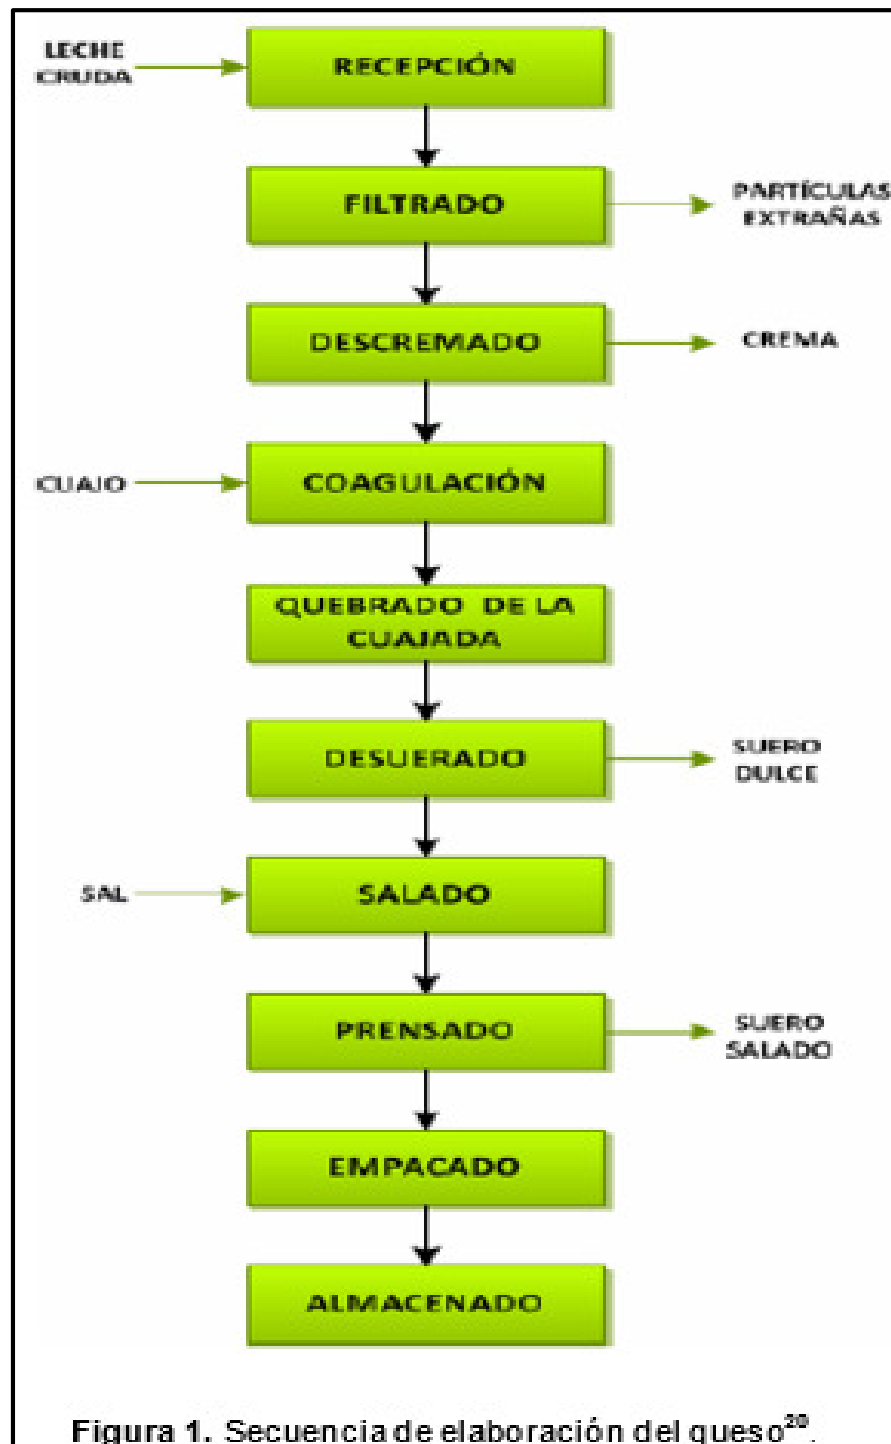 LECHE
CRUDA
RECEPCIÓN
FILTRADO
PARTÍCULAS
EXTRAÑAS
DESCREMADO
CREMA
CUAJO
COAGULACIÓN
QUEBRADO DE LA
CUAJADA
DESUERADO
SUERO
DULCE
SAL
SALADO
PRENSADO
SUERO
SALADO
EMPACADO
ALMACENADO
Figura 1. Secuencia de elaboración del queso²⁰.